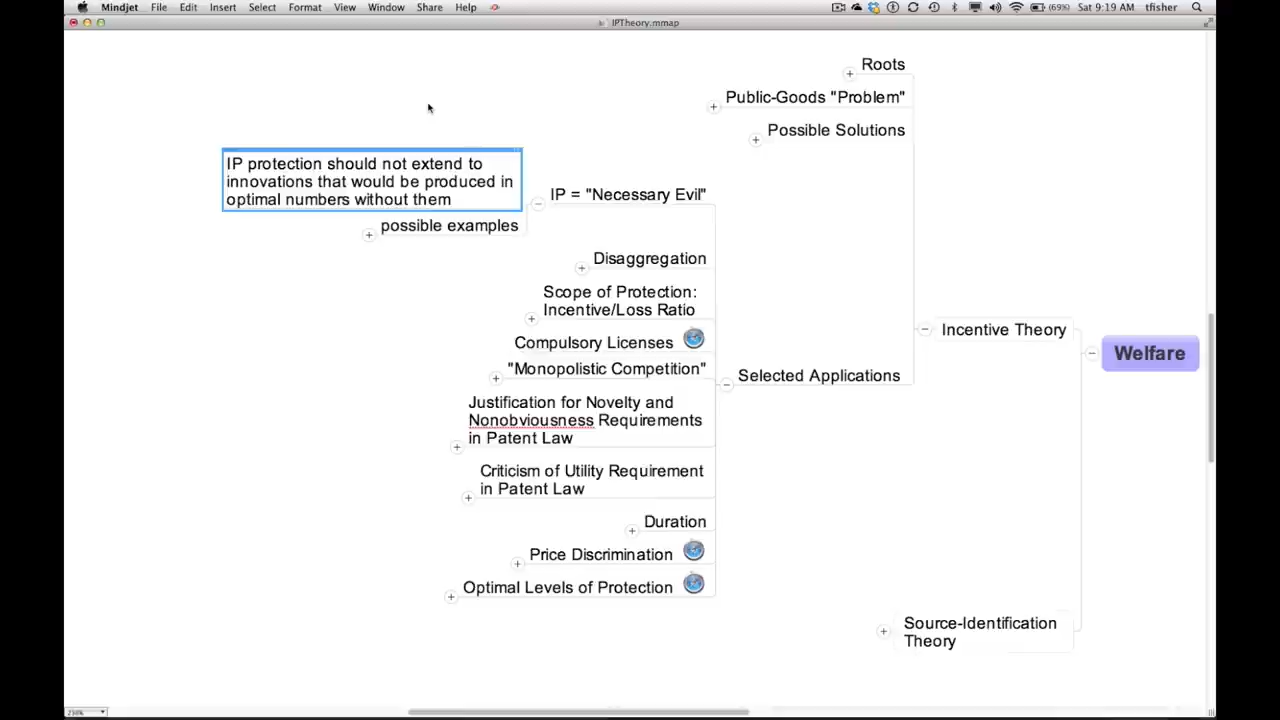 Mindjet File Edit Insert Select Format View Window Share Help (69%) Sat 9:19 AM tfisher
IPTheory.mmap
Roots
Public-Goods "Problem"
Possible Solutions
IP protection should not extend to
innovations that would be produced in
optimal numbers without them
IP = "Necessary Evil"
possible examples
Disaggregation
Scope of Protection:
Incentive/Loss Ratio
Compulsory Licenses
"Monopolistic Competition"
Justification for Novelty and
Nonobviousness Requirements
in Patent Law
Criticism of Utility Requirement
in Patent Law
Duration
Price Discrimination
Optimal Levels of Protection
Selected Applications
Incentive Theory
Welfare
Source-Identification
Theory